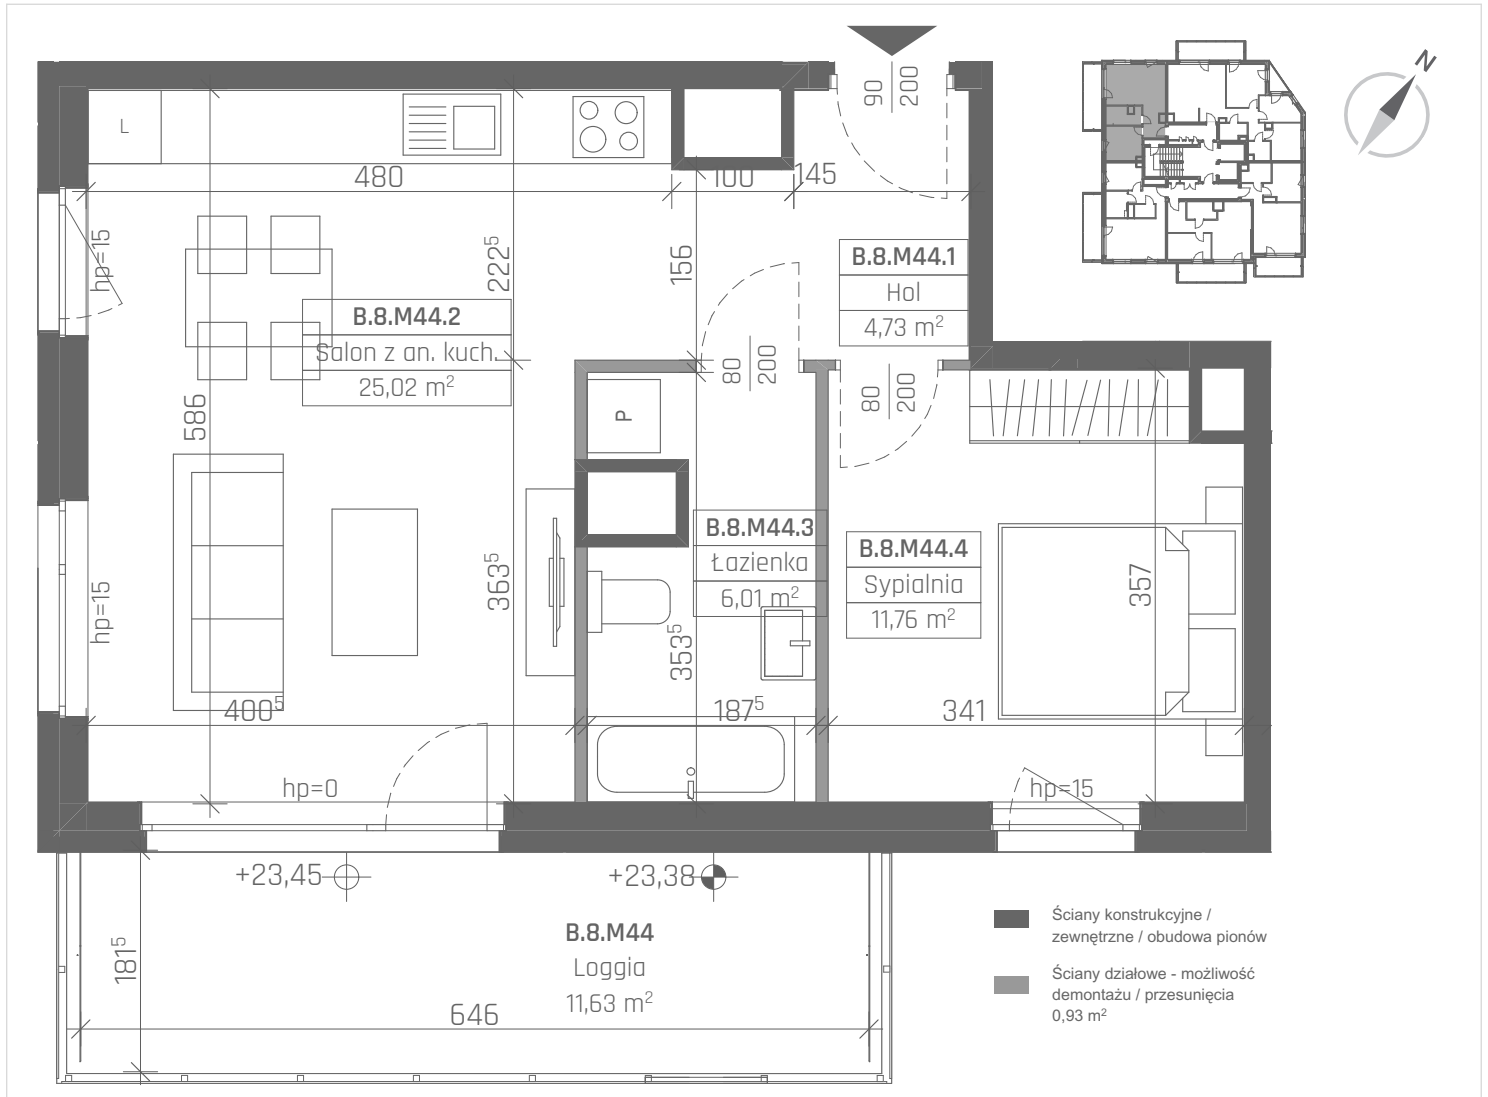 N
90
200
L
480
100
145
hp=15
222⁵
156
B.8.M44.1
Hol
4,73 m²
B.8.M44.2
Salon z an. kuch.
25,02 m²
80
200
80
200
586
P
B.8.M44.3
Łazienka
6,01 m²
B.8.M44.4
Sypialnia
11,76 m²
357
363⁵
hp=15
353⁵
400⁵
187⁵
341
hp=0
hp=15
+23,45
+23,38
B.8.M44
Loggia
11,63 m²
181⁵
646
Ściany konstrukcyjne /
zewnętrzne / obudowa pionów
Ściany działowe - możliwość
demontażu / przesunięcia
0,93 m²